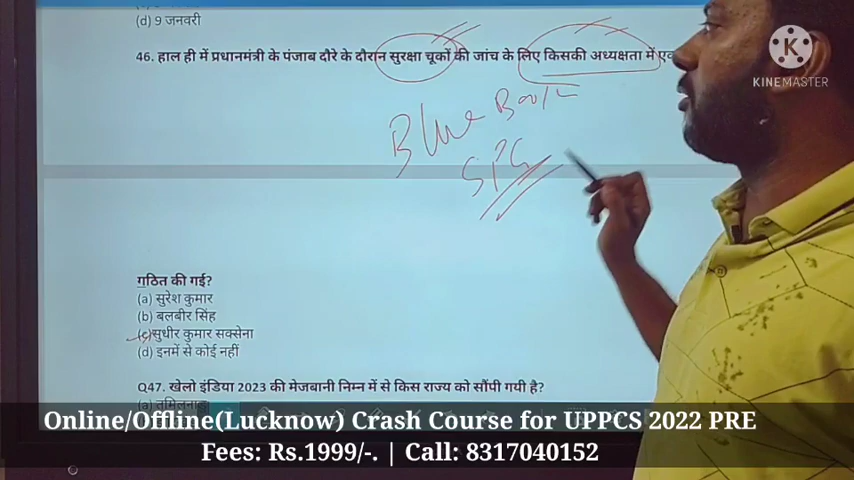 (d) 9 जनवरी
46. हाल ही में प्रधानमंत्री के पंजाब दौरे के दौरान सुरक्षा चूकों की जांच के लिए किसकी अध्यक्षता में
KINEMASTER
Blue Book
SPG
गठित की गई?
(a) सुरेश कुमार
(b) बलबीर सिंह
(c) सुधीर कुमार सक्सेना
(d) इनमें से कोई नहीं
Q47. खेलो इंडिया 2023 की मेजबानी निम्न में से किस राज्य को सौंपी गयी है?
(a) तमिलनाडु
Online/Offline(Lucknow) Crash Course for UPPCS 2022 PRE
Fees: Rs.1999/-. | Call: 8317040152